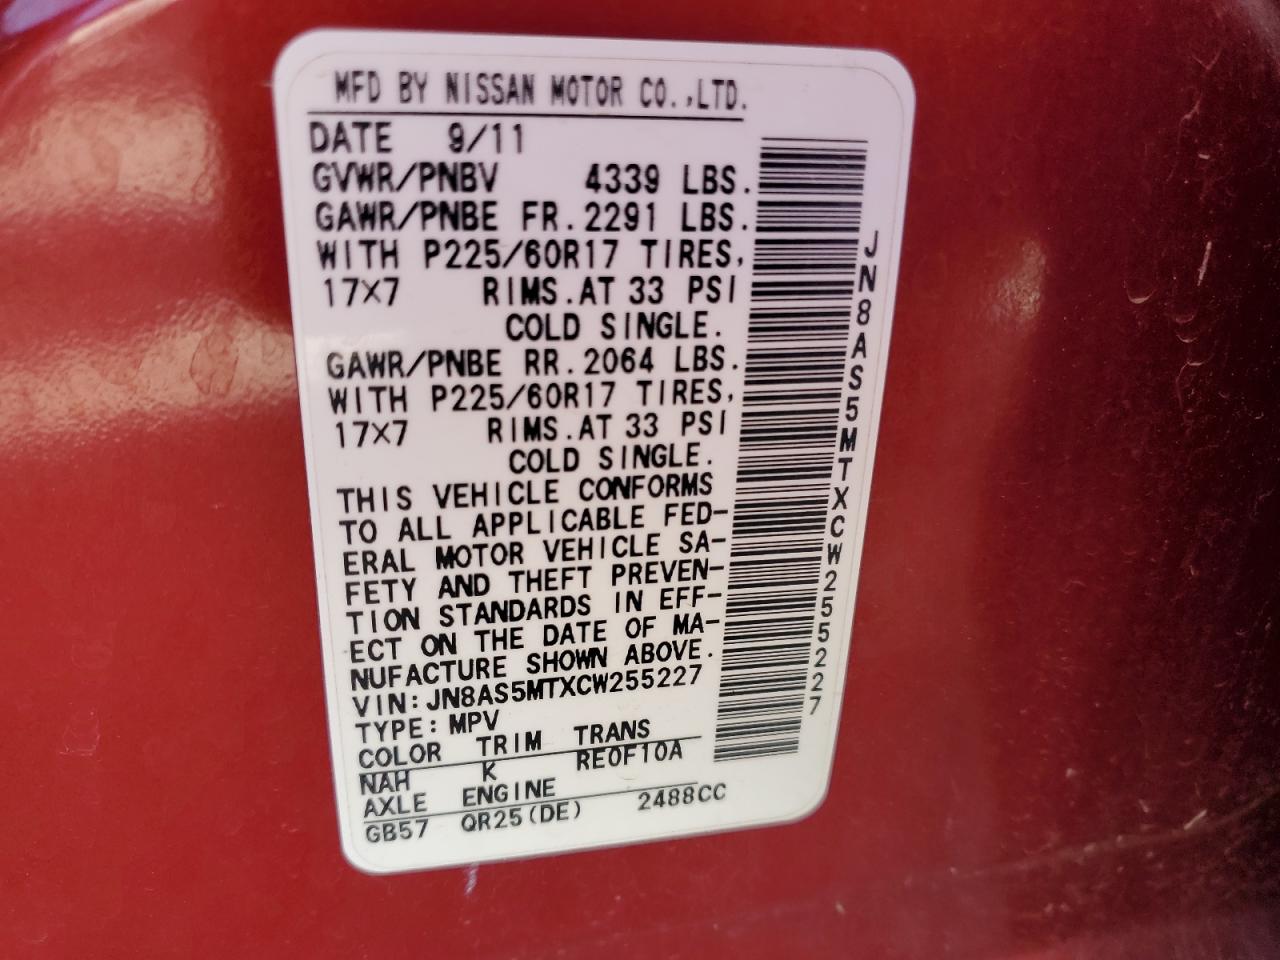 MFD BY NISSAN MOTOR CO.,LTD.
DATE 9/11
GVWR/PNBV 4339 LBS.
GAWR/PNBE FR.2291 LBS.
WITH P225/60R17 TIRES,
17×7 RIMS.AT 33 PSI
COLD SINGLE.
GAWR/PNBE RR.2064 LBS.
WITH P225/60R17 TIRES,
17×7 RIMS.AT 33 PSI
COLD SINGLE.
THIS VEHICLE CONFORMS
TO ALL APPLICABLE FED-
ERAL MOTOR VEHICLE SA-
FETY AND THEFT PREVEN-
TION STANDARDS IN EFF-
ECT ON THE DATE OF MA-
NUFACTURE SHOWN ABOVE.
VIN:JN8AS5MTXCW255227
TYPE:MPV
COLOR TRIM TRANS
NAH K RE0F10A
AXLE ENGINE
GB57 QR25(DE) 2488CC
JN8AS5MTXCW255227